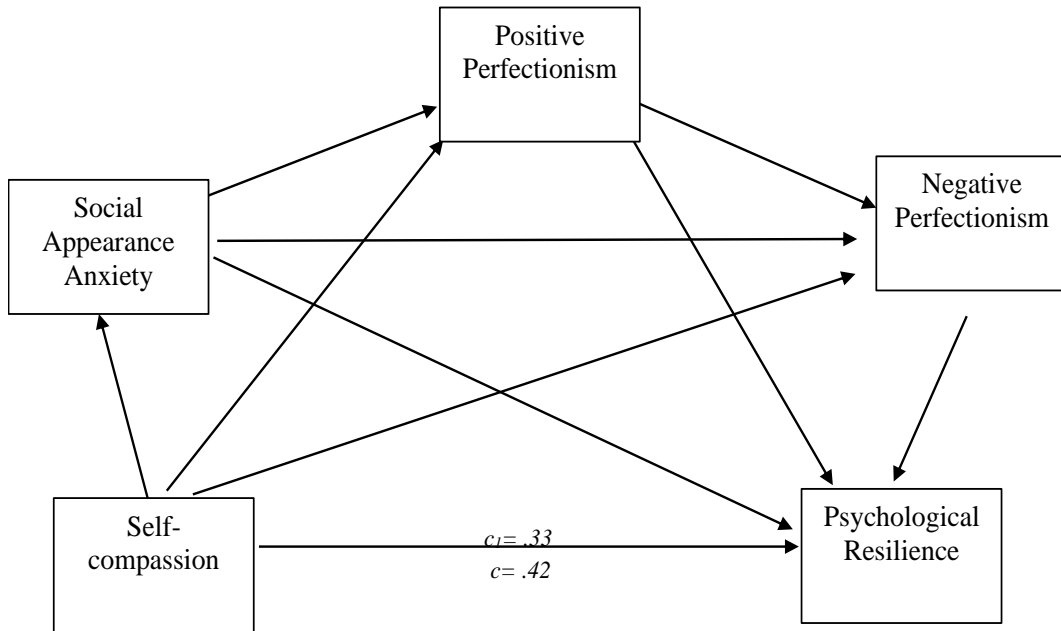 Positive
Perfectionism
Negative
Perfectionism
Social
Appearance
Anxiety
Self-
compassion
c₁= .33
c= .42
Psychological
Resilience